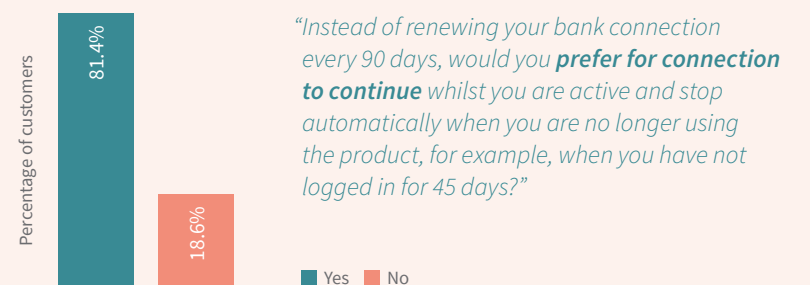 Percentage of customers
81.4%
18.6%
“Instead of renewing your bank connection
every 90 days, would you prefer for connection
to continue whilst you are active and stop
automatically when you are no longer using
the product, for example, when you have not
logged in for 45 days?”
Yes No